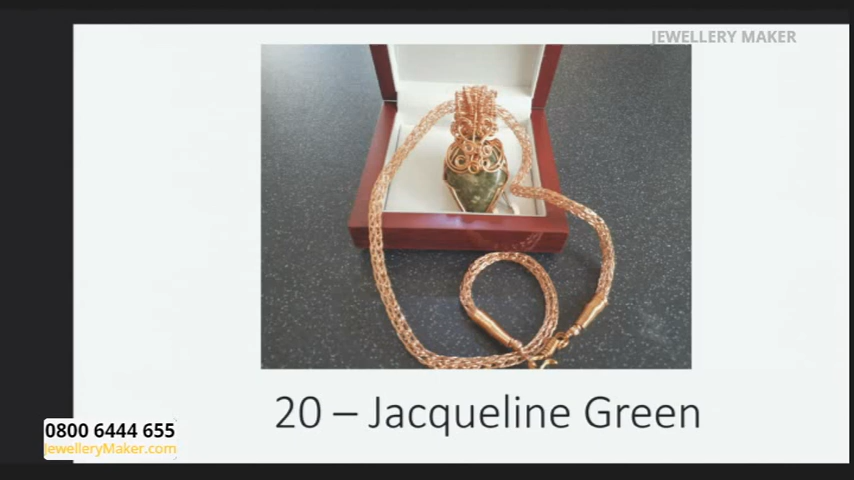 JEWELLERY MAKER
20 – Jacqueline Green
0800 6444 655
JewelleryMaker.com